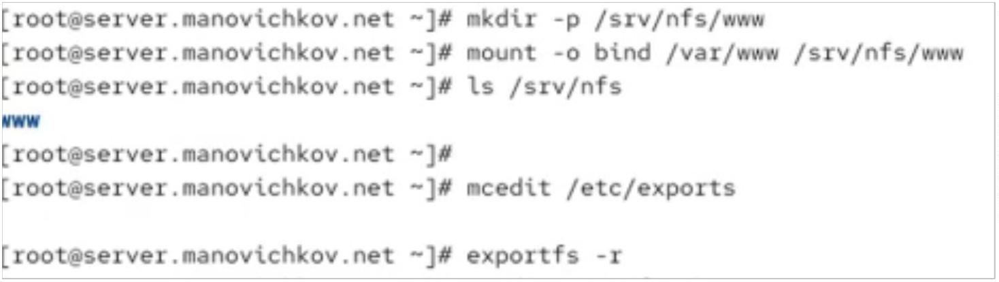 [root@server.manovichkov.net ~]# mkdir -p /srv/nfs/www
[root@server.manovichkov.net ~]# mount -o bind /var/www /srv/nfs/www
[root@server.manovichkov.net ~]# ls /srv/nfs
www
[root@server.manovichkov.net ~]#
[root@server.manovichkov.net ~]# mcedit /etc/exports
[root@server.manovichkov.net ~]# exportfs -r